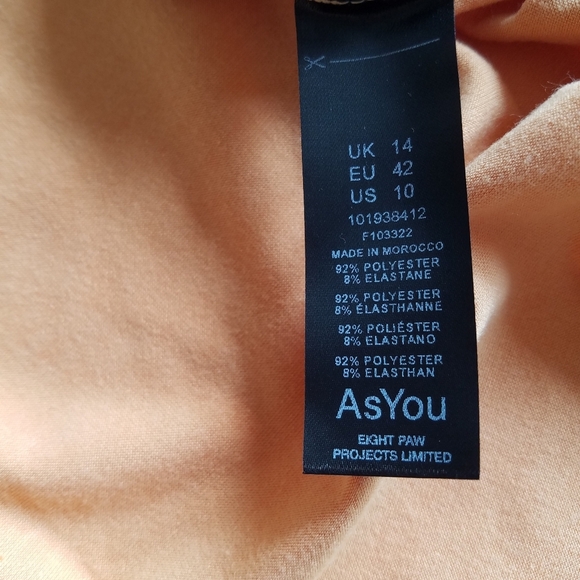 UK 14
EU 42
US 10
101938412
F103322
MADE IN MOROCCO
92% POLYESTER
8% ELASTANE
92% POLYESTER
8% ÉLASTHANNE
92% POLIÉSTER
8% ELASTANO
92% POLYESTER
8% ELASTHAN
AsYou
EIGHT PAW
PROJECTS LIMITED